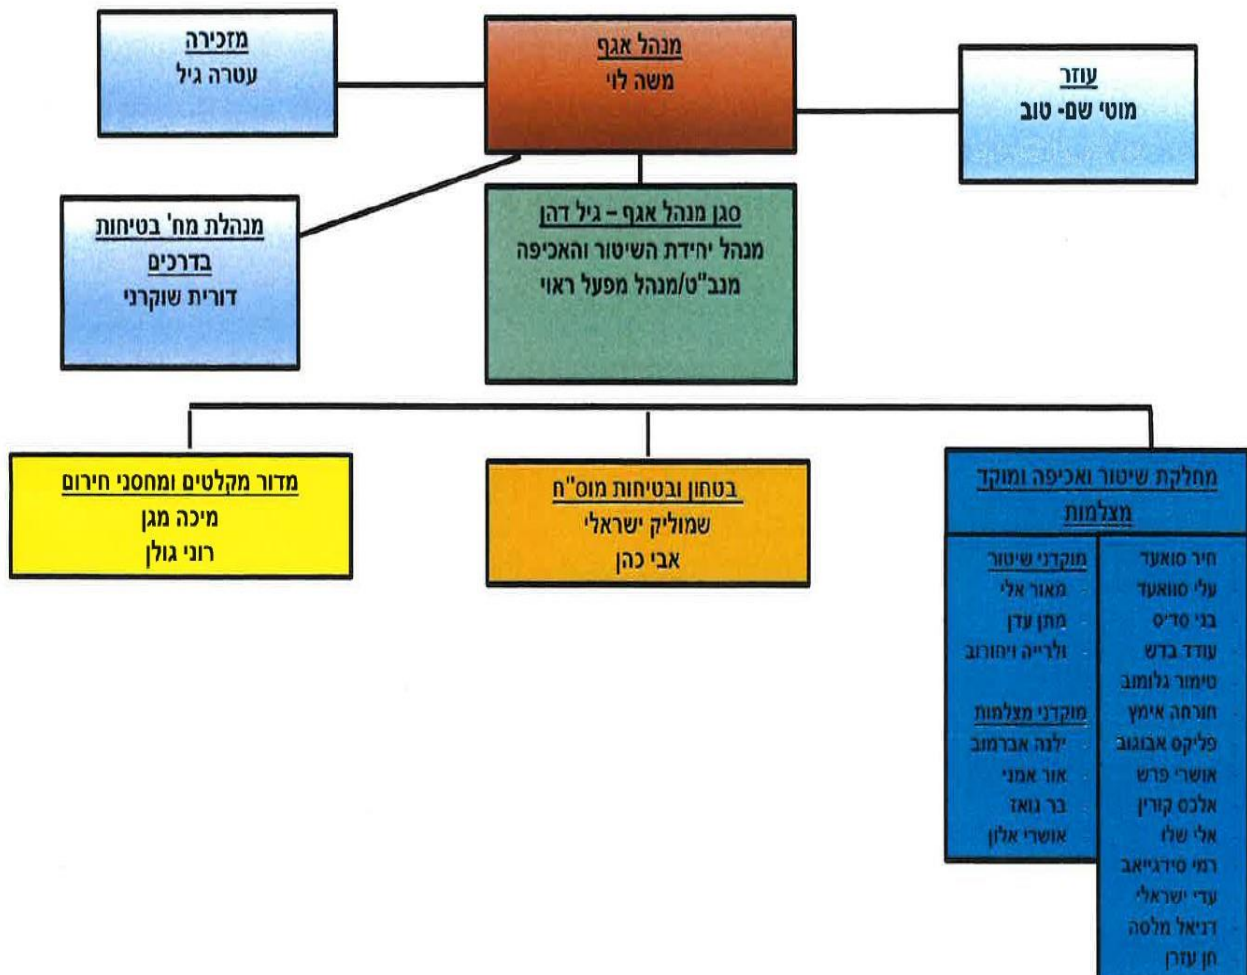 מנהל אגף
משה לוי
עוזר
מוטי שם- טוב
מזכירה
עטרה גיל
סגן מנהל אגף – גיל דהן
מנהל יחידת השיטור והאכיפה
מנב"ט/מנהל מפעל ראוי
מנהלת מח' בטיחות
בדרכים
דורית שוקרני
מחלקת שיטור ואכיפה ומוקד
מצלמות
חיר סואעד
עלי סוואעד
בני סדיס
עודד בדש
טימור גלומוב
חורחה אימץ
פליקס אבוגוב
אושרי פרש
אלכס קורין
אלי שלו
רמי סידגייאב
עדי ישראלי
דניאל מלסה
חן עזרן
מוקדני שיטור
מאור אלי
מתן עדן
ולרייה ויחורוב
מוקדני מצלמות
ילנה אברמוב
אור אמני
בר גואז
אושרי אלון
בטחון ובטיחות מוס"ח
שמוליק ישראלי
אבי כהן
מדור מקלטים ומחסני חירום
מיכה מגן
רוני גולן